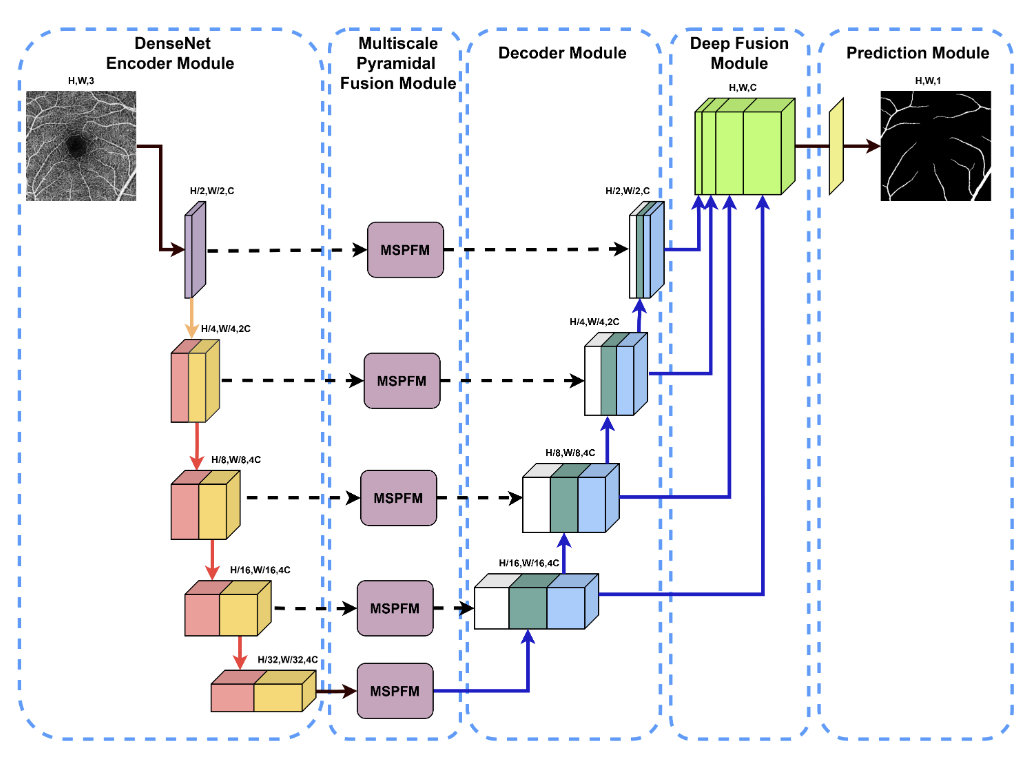 DenseNet
Encoder Module
Multiscale
Pyramidal
Fusion Module
Decoder Module
Deep Fusion
Module
Prediction Module
H,W,3
H,W,C
H,W,1
H/2,W/2,C
H/2,W/2,C
MSPFM
H/4,W/4,2C
H/4,W/4,2C
MSPFM
H/8,W/8,4C
H/8,W/8,4C
MSPFM
H/16,W/16,4C
H/16,W/16,4C
MSPFM
H/32,W/32,4C
MSPFM